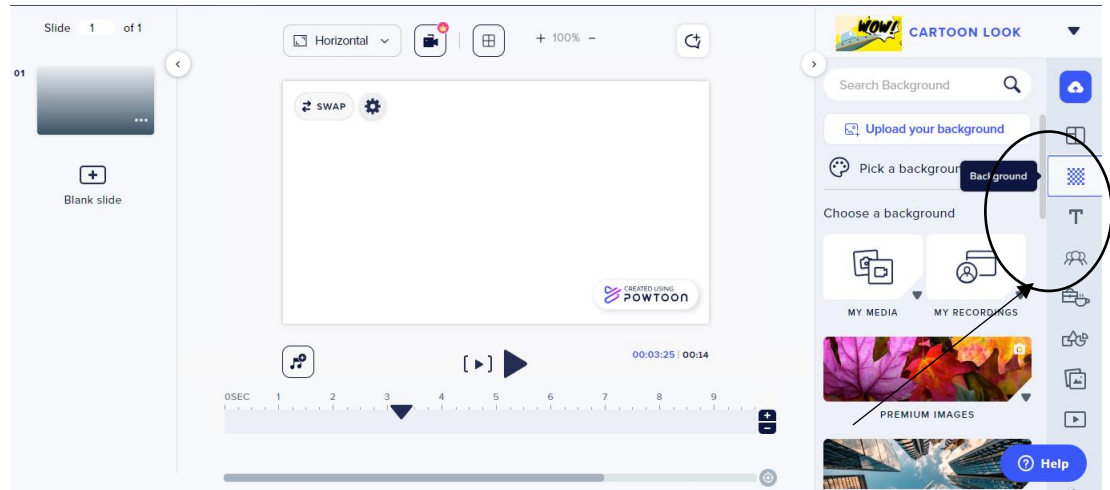 Slide 1 of 1
01
Blank slide
Horizontal
+ 100% −
SWAP
CREATED USING
POWTOON
00:03:25 | 00:14
0SEC 1 2 3 4 5 6 7 8 9
WOW!
CARTOON LOOK
Search Background
Upload your background
Pick a backgroun
Background
Choose a background
MY MEDIA MY RECORDINGS
PREMIUM IMAGES
Help